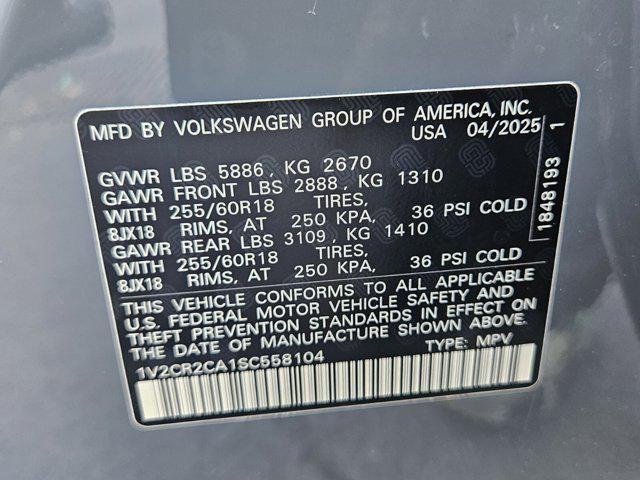 MFD BY VOLKSWAGEN GROUP OF AMERICA, INC.
USA 04/2025
GVWR LBS 5886, KG 2670
GAWR FRONT LBS 2888, KG 1310
WITH 255/60R18 TIRES,
8JX18 RIMS, AT 250 KPA, 36 PSI COLD
GAWR REAR LBS 3109, KG 1410
WITH 255/60R18 TIRES,
8JX18 RIMS, AT 250 KPA, 36 PSI COLD
THIS VEHICLE CONFORMS TO ALL APPLICABLE
U.S. FEDERAL MOTOR VEHICLE SAFETY AND
THEFT PREVENTION STANDARDS IN EFFECT ON
THE DATE OF MANUFACTURE SHOWN ABOVE.
1V2CR2CA1SC558104 TYPE: MPV
1848193 1